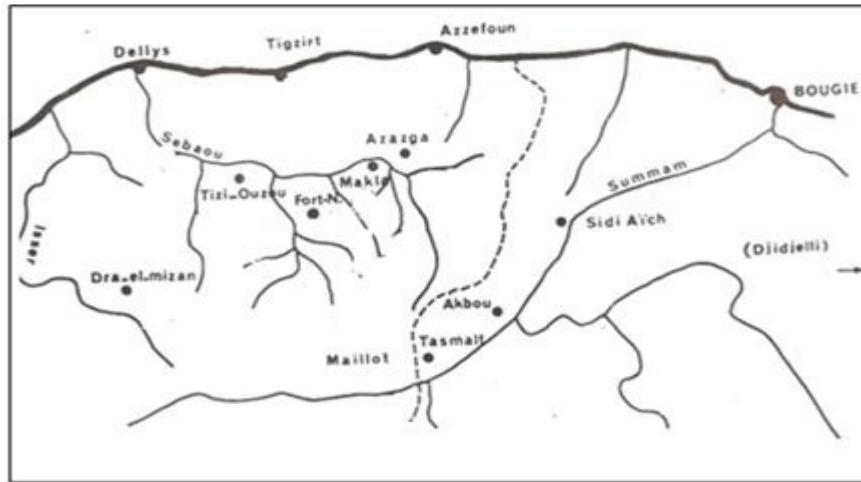 Azzefoun
Tigzirt
Dellys
BOUGIE
Sebaou
Azazga
Makla
Tizi-Ouzou
Fort-N.
Summam
Sidi Aïch
Isser
(Djidjelli)
Dra-el-mizan
Akbou
Tasmalt
Maillot